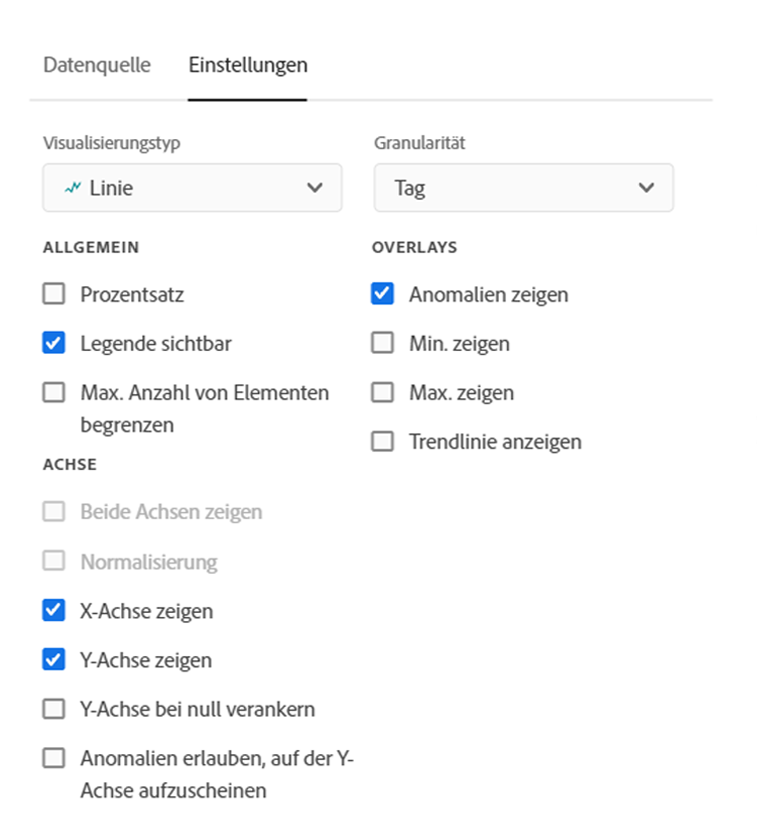 Datenquelle Einstellungen
Visualisierungstyp
Linie
Granularität
Tag
ALLGEMEIN
Prozentsatz
Legende sichtbar
Max. Anzahl von Elementen
begrenzen
OVERLAYS
Anomalien zeigen
Min. zeigen
Max. zeigen
Trendlinie anzeigen
ACHSE
Beide Achsen zeigen
Normalisierung
X-Achse zeigen
Y-Achse zeigen
Y-Achse bei null verankern
Anomalien erlauben, auf der Y-
Achse aufzuscheinen